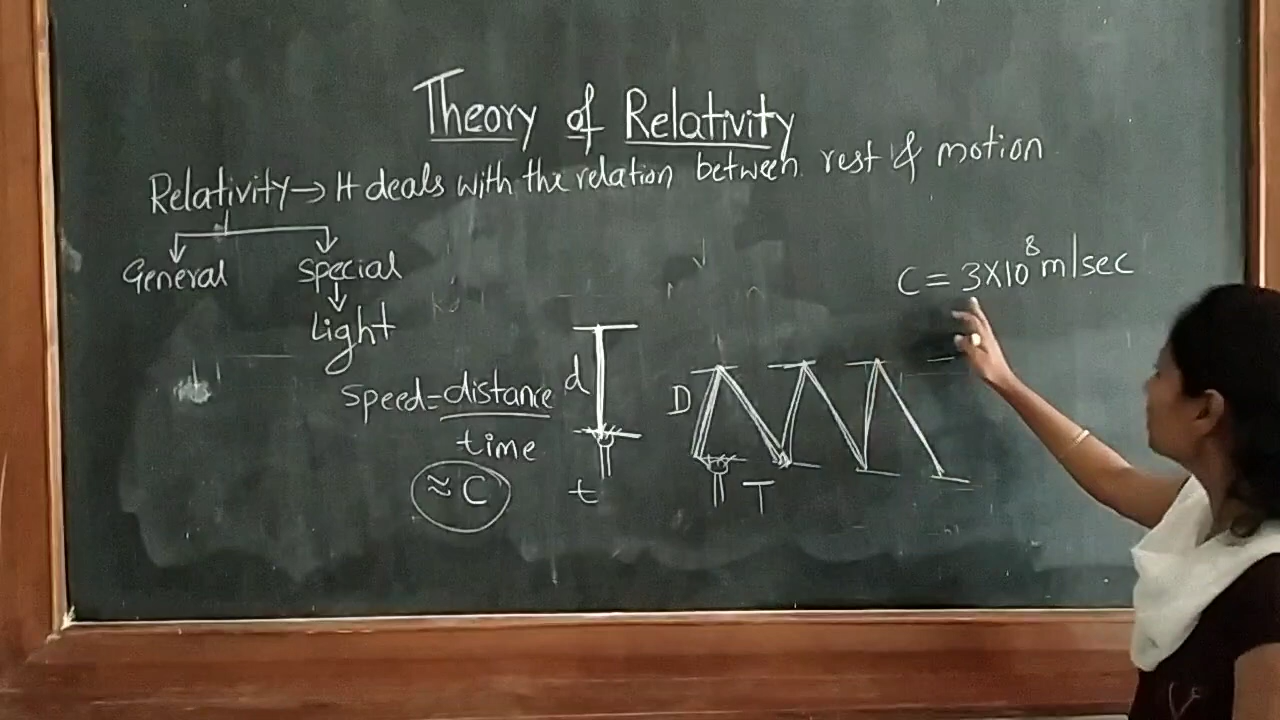 Theory of Relativity
Relativity → It deals with the relation between rest & motion
General
Special
Light
C = 3×10⁸ m/sec
Speed = distance
time
≈ C
d
t
D
T